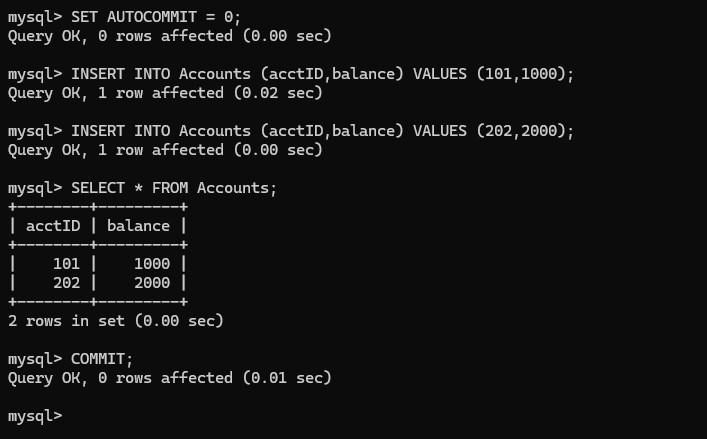 mysql> SET AUTOCOMMIT = 0;
Query OK, 0 rows affected (0.00 sec)
mysql> INSERT INTO Accounts (acctID,balance) VALUES (101,1000);
Query OK, 1 row affected (0.02 sec)
mysql> INSERT INTO Accounts (acctID,balance) VALUES (202,2000);
Query OK, 1 row affected (0.00 sec)
mysql> SELECT * FROM Accounts;
+--------+---------+
| acctID | balance |
+--------+---------+
|    101 |    1000 |
|    202 |    2000 |
+--------+---------+
2 rows in set (0.00 sec)
mysql> COMMIT;
Query OK, 0 rows affected (0.01 sec)
mysql>